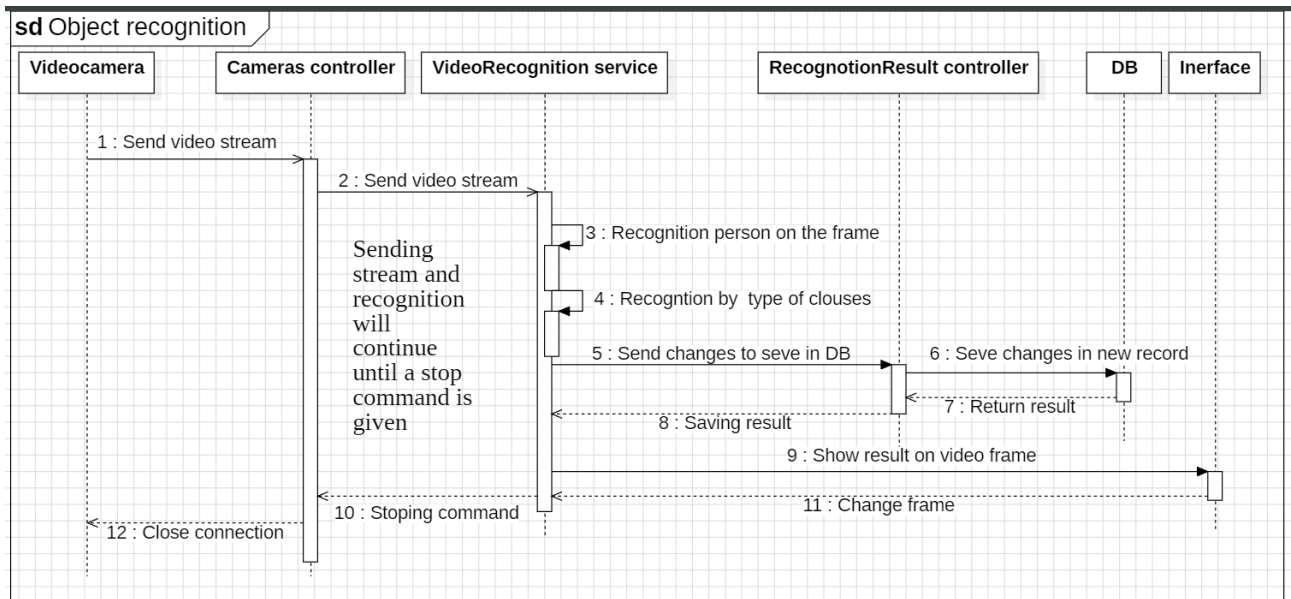 sd Object recognition
Videocamera
Cameras controller
VideoRecognition service
RecognotionResult controller
DB
Inerface
1 : Send video stream
2 : Send video stream
3 : Recognition person on the frame
Sending
stream and
recognition
will
continue
until a stop
command is
given
4 : Recogntion by  type of clouses
5 : Send changes to seve in DB
6 : Seve changes in new record
7 : Return result
8 : Saving result
9 : Show result on video frame
10 : Stoping command
11 : Change frame
12 : Close connection